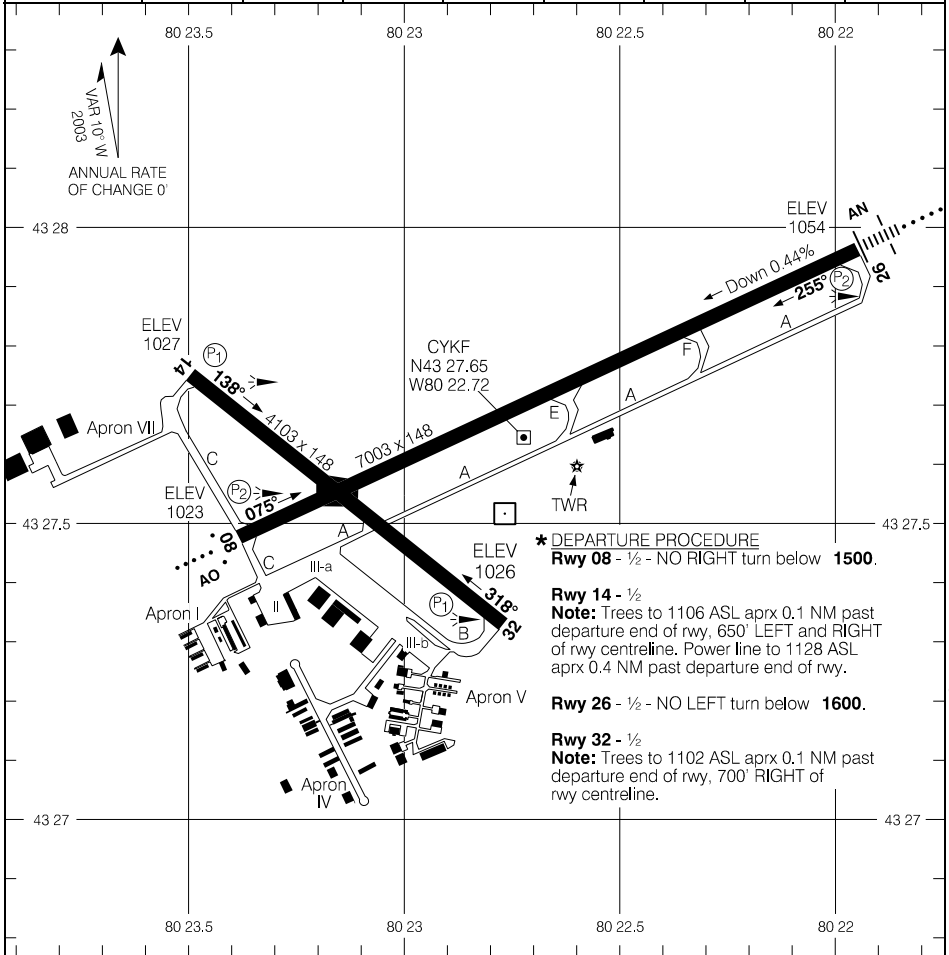 80 23.5
80 23
80 22.5
80 22
VAR 10° W
2003
ANNUAL RATE
OF CHANGE 0'
43 28
ELEV
1054
AN
26
Down 0.44%
255°
P2
A
ELEV
1027
P1
14
138°
4103 x 148
CYKF
N43 27.65
W80 22.72
F
A
E
7003 x 148
Apron VII
C
A
P2
ELEV
1023
075°
TWR
43 27.5
43 27.5
08
A
AO
C
III-a
ELEV
1026
318°
32
P1
B
Apron I
II
III-b
Apron V
Apron
IV
* DEPARTURE PROCEDURE
Rwy 08 - ½ - NO RIGHT turn below 1500.
Rwy 14 - ½
Note: Trees to 1106 ASL aprx 0.1 NM past
departure end of rwy, 650' LEFT and RIGHT
of rwy centreline. Power line to 1128 ASL
aprx 0.4 NM past departure end of rwy.
Rwy 26 - ½ - NO LEFT turn below 1600.
Rwy 32 - ½
Note: Trees to 1102 ASL aprx 0.1 NM past
departure end of rwy, 700' RIGHT of
rwy centreline.
43 27
43 27
80 23.5
80 23
80 22.5
80 22